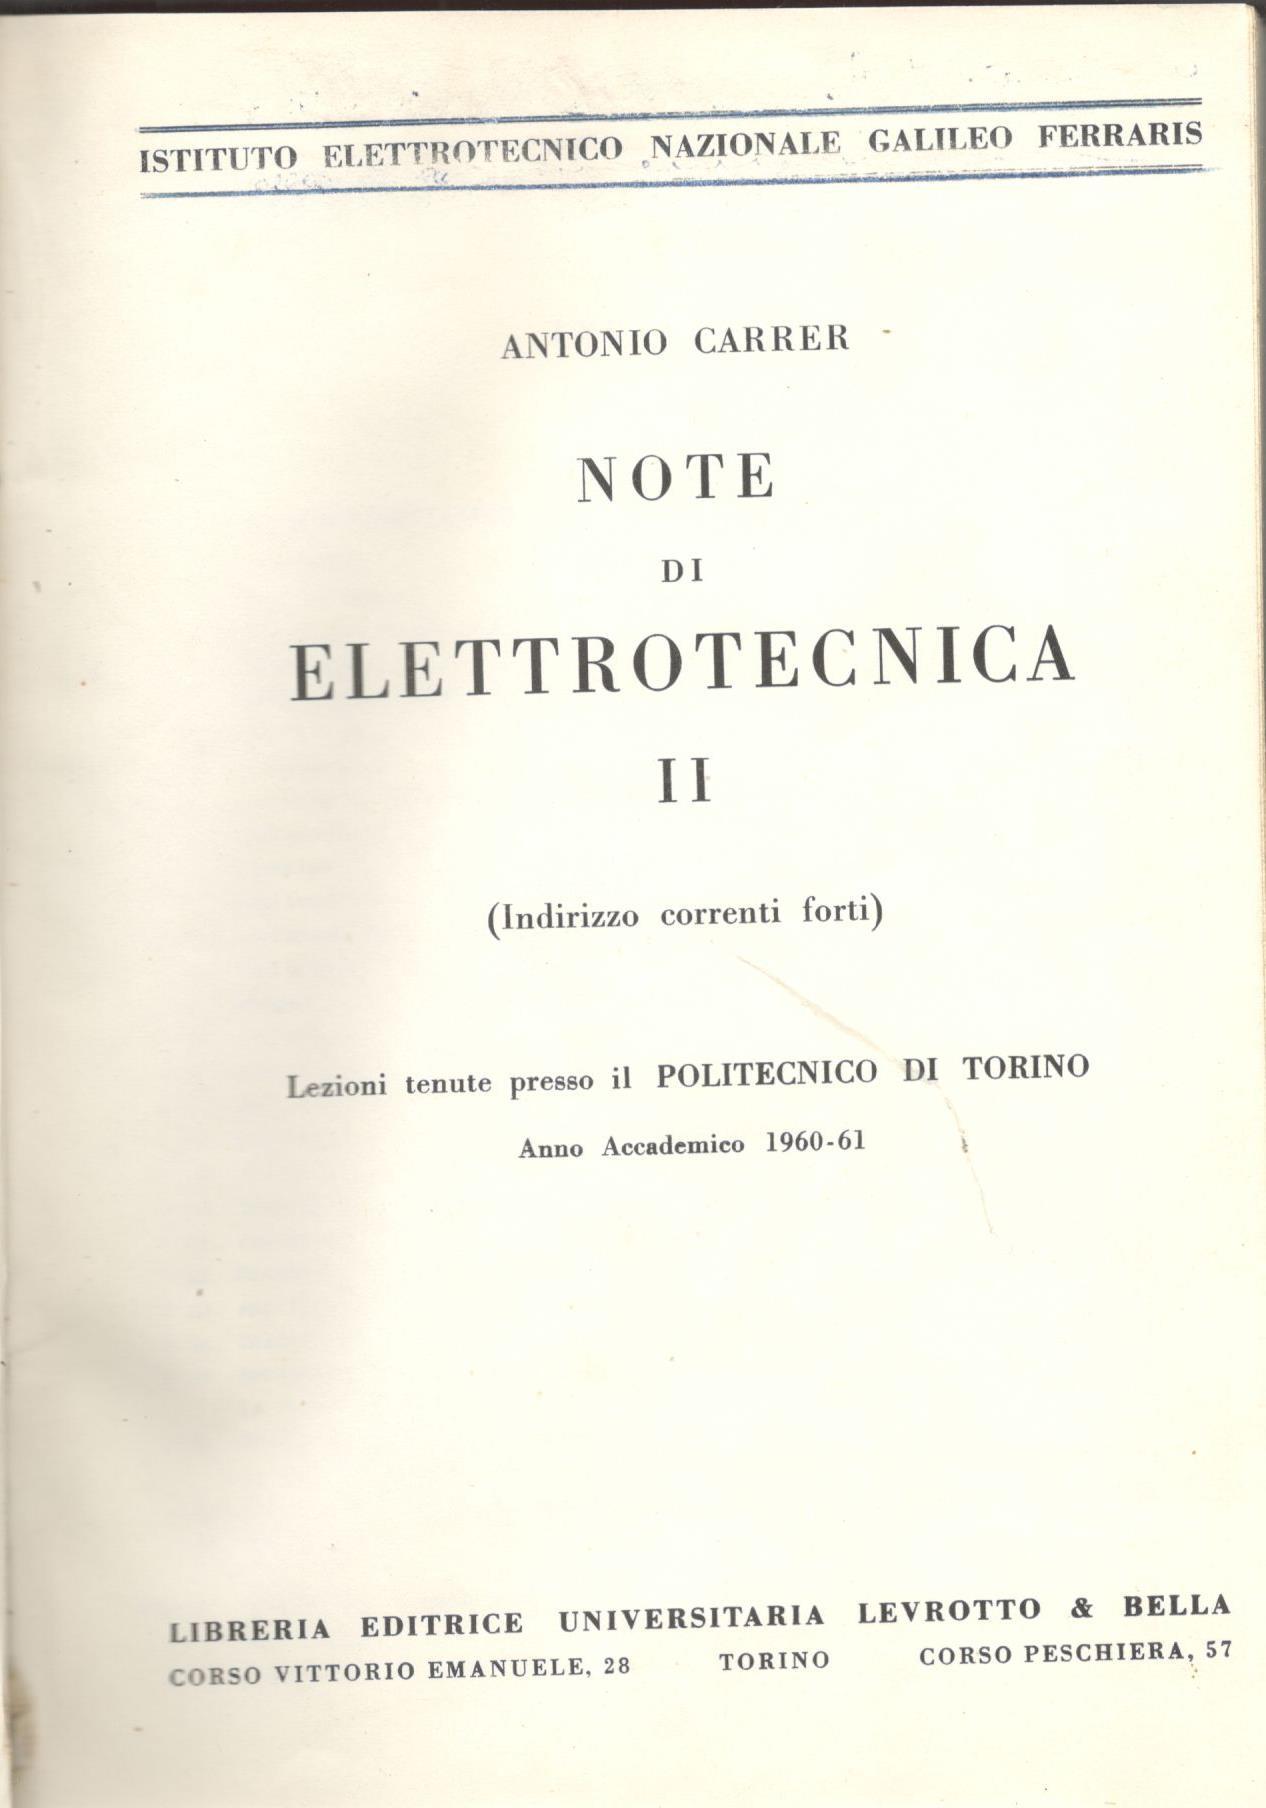 ISTITUTO ELETTROTECNICO NAZIONALE GALILEO FERRARIS
ANTONIO CARRER
NOTE
DI
ELETTROTECNICA
II
(Indirizzo correnti forti)
Lezioni tenute presso il POLITECNICO DI TORINO
Anno Accademico 1960-61
LIBRERIA EDITRICE UNIVERSITARIA LEVROTTO & BELLA
CORSO VITTORIO EMANUELE, 28 TORINO CORSO PESCHIERA, 57